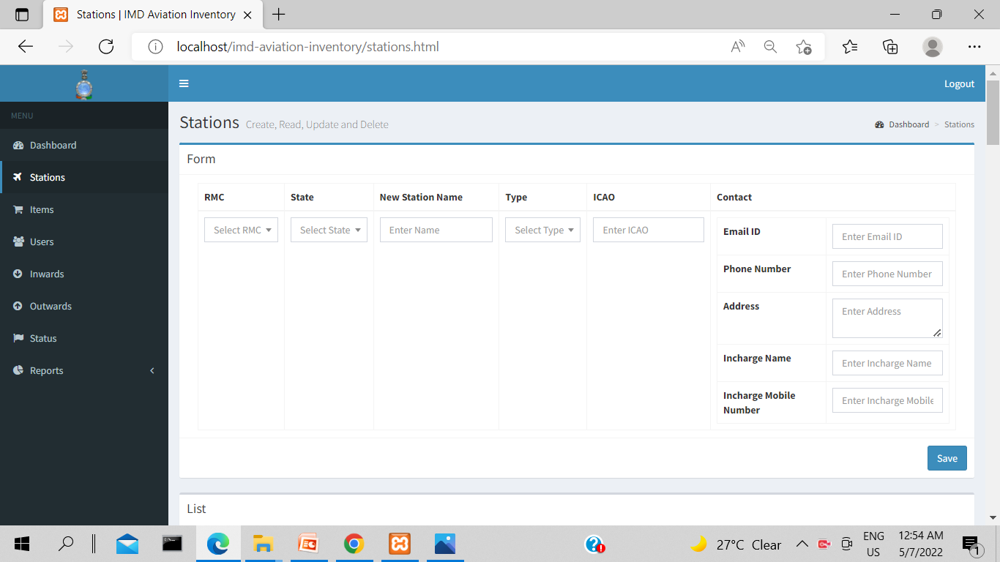 Stations | IMD Aviation Inventory
localhost/imd-aviation-inventory/stations.html
Logout
MENU
Dashboard
Stations
Items
Users
Inwards
Outwards
Status
Reports
Stations Create, Read, Update and Delete
Dashboard > Stations
Form
RMC State New Station Name Type ICAO Contact
Select RMC Select State Enter Name Select Type Enter ICAO
Email ID Enter Email ID
Phone Number Enter Phone Number
Address Enter Address
Incharge Name Enter Incharge Name
Incharge Mobile Number Enter Incharge Mobile
Save
List
27°C Clear
ENG
US
12:54 AM
5/7/2022
1